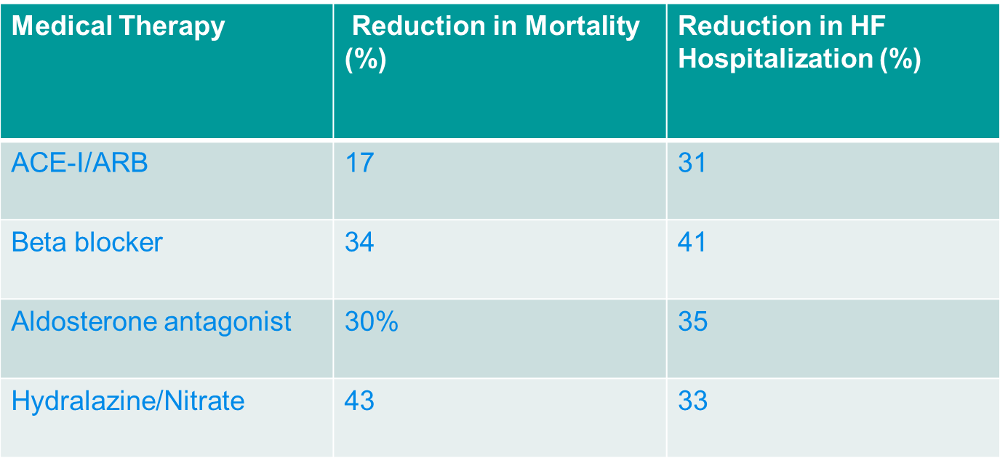 Medical Therapy
Reduction in Mortality
(%)
Reduction in HF
Hospitalization (%)
ACE-I/ARB
17
31
Beta blocker
34
41
Aldosterone antagonist
30%
35
Hydralazine/Nitrate
43
33